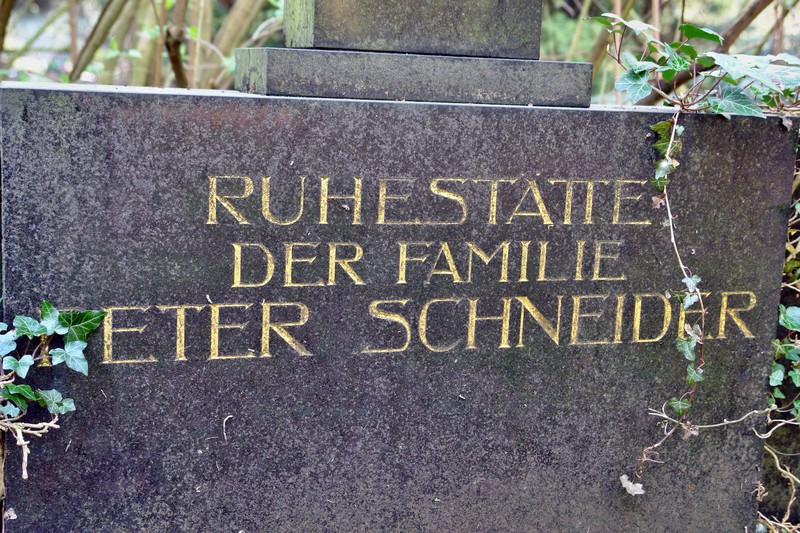 RUHESTÄTTE
DER FAMILIE
ETER SCHNEIDER